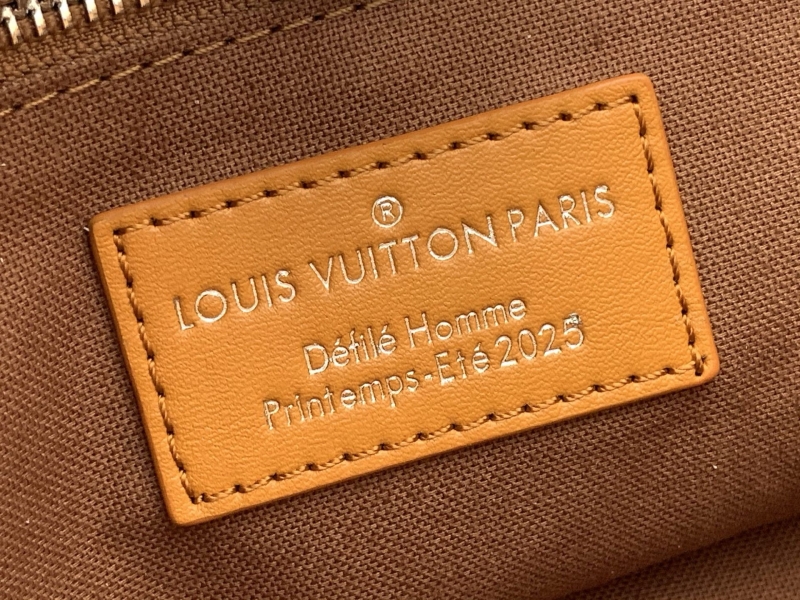 ®
LOUIS VUITTON PARIS
Défilé Homme
Printemps-Eté 2025